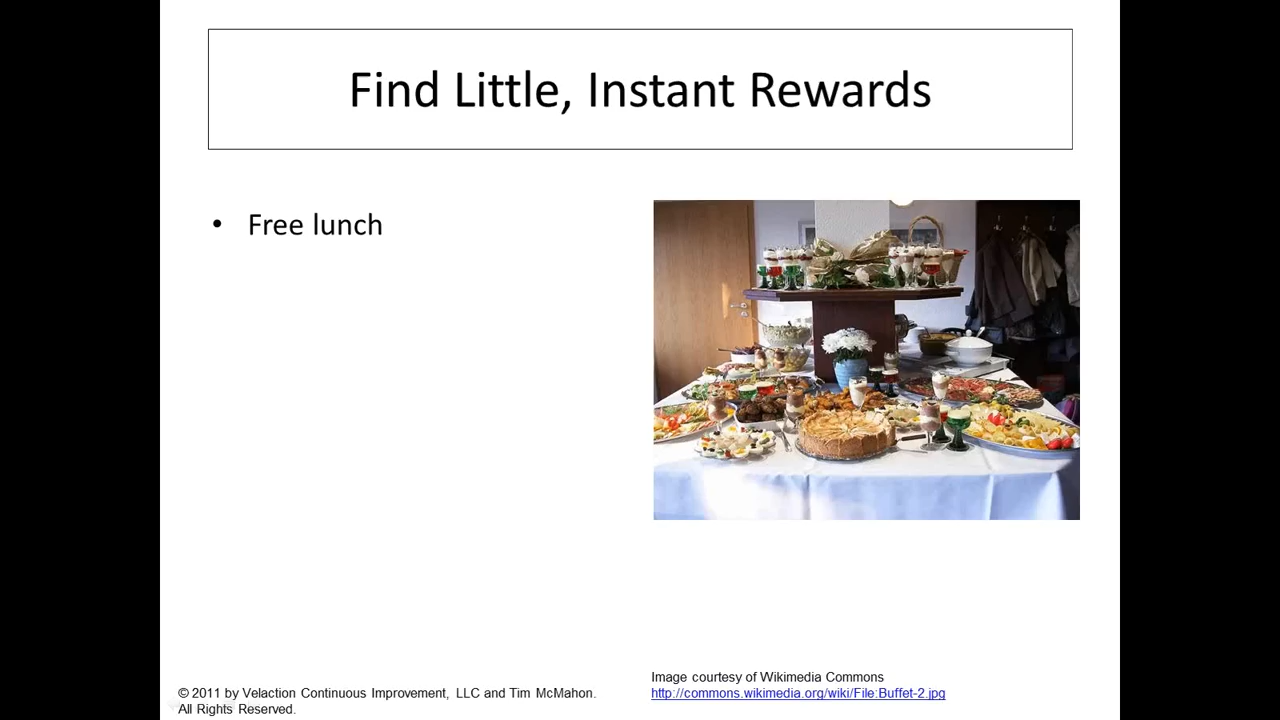 Find Little, Instant Rewards
• Free lunch
Image courtesy of Wikimedia Commons
http://commons.wikimedia.org/wiki/File:Buffet-2.jpg
© 2011 by Velaction Continuous Improvement, LLC and Tim McMahon.
All Rights Reserved.